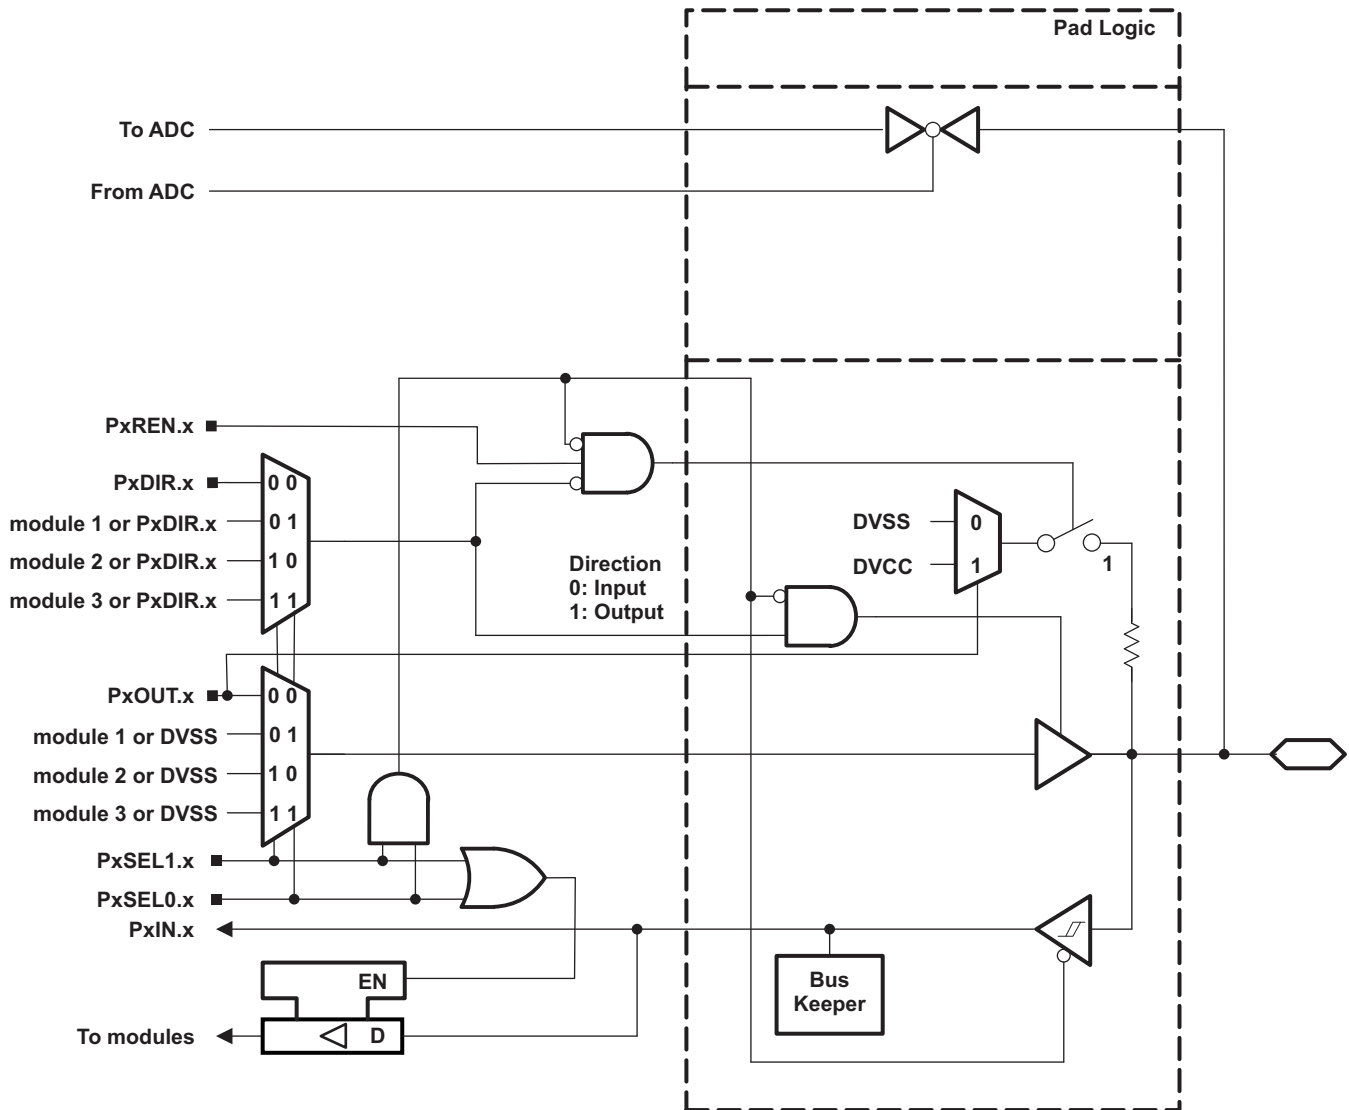 Pad Logic
To ADC
From ADC
PxREN.x
PxDIR.x
0 0
module 1 or PxDIR.x
0 1
module 2 or PxDIR.x
1 0
module 3 or PxDIR.x
1 1
Direction
0: Input
1: Output
DVSS
0
DVCC
1
1
PxOUT.x
0 0
module 1 or DVSS
0 1
module 2 or DVSS
1 0
module 3 or DVSS
1 1
PxSEL1.x
PxSEL0.x
PxIN.x
EN
Bus
Keeper
To modules
D